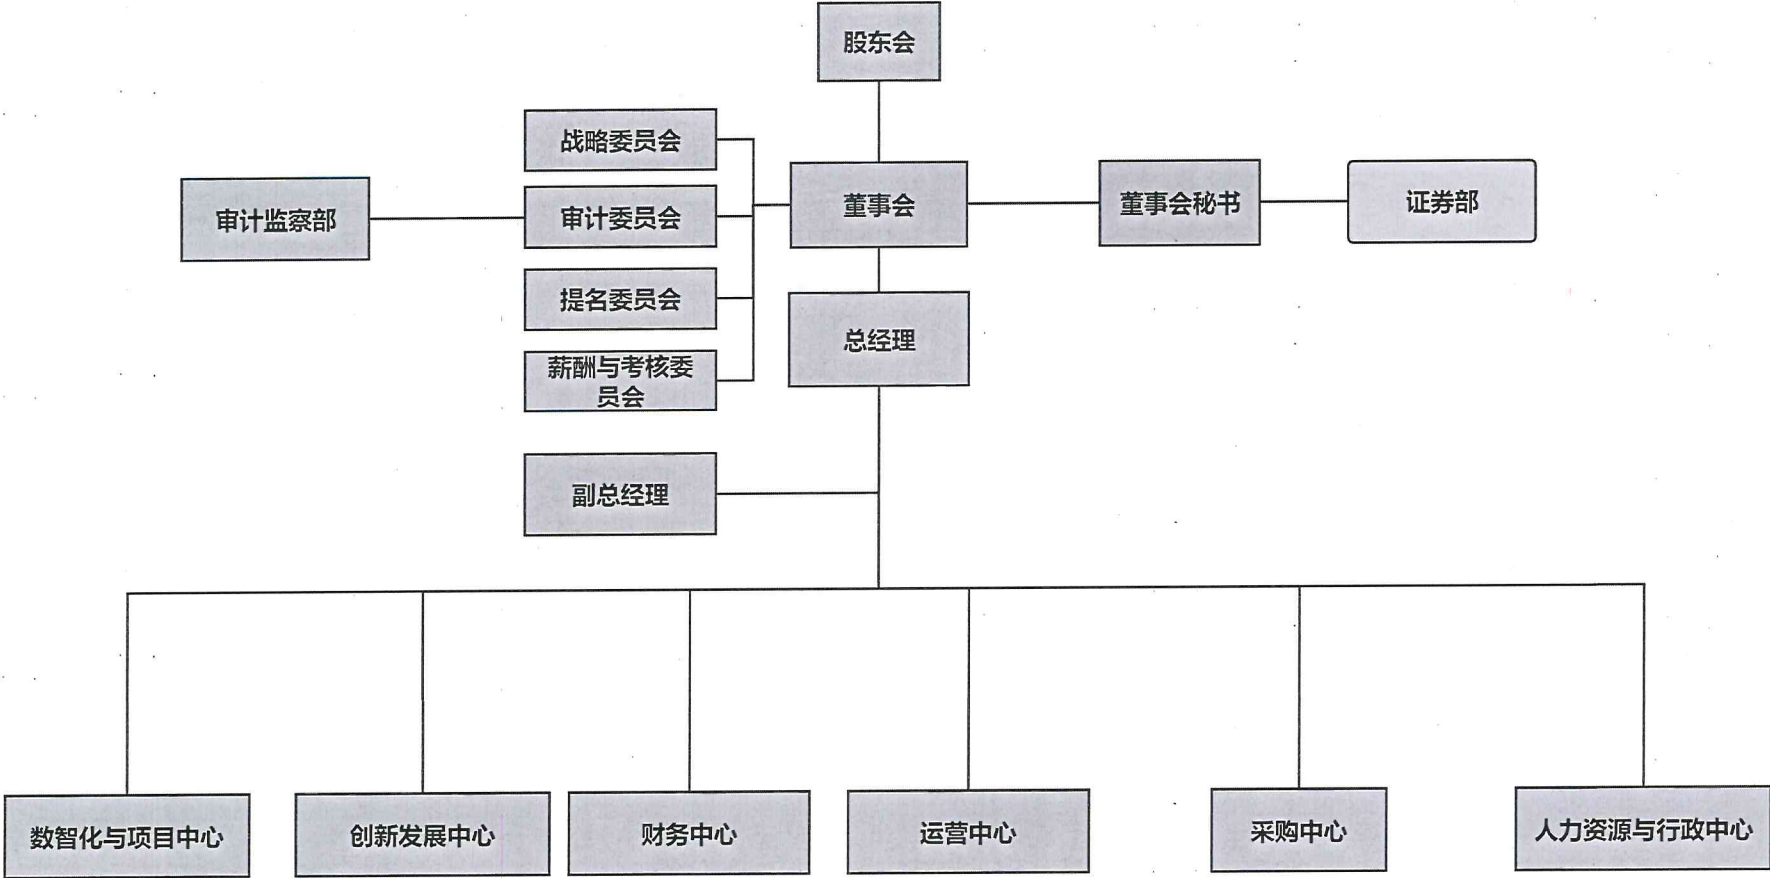 股东会
战略委员会
审计监察部
审计委员会
董事会
董事会秘书
证券部
提名委员会
总经理
薪酬与考核委
员会
副总经理
数智化与项目中心
创新发展中心
财务中心
运营中心
采购中心
人力资源与行政中心